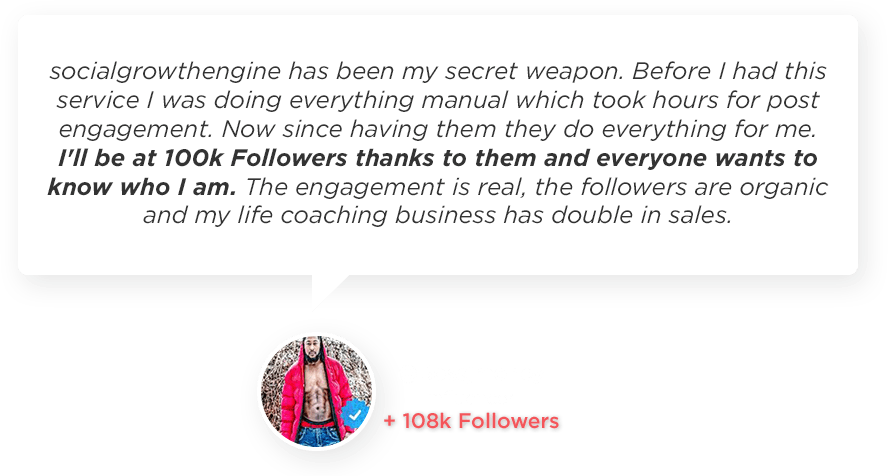 socialgrowthengine has been my secret weapon. Before I had this
service I was doing everything manual which took hours for post
engagement. Now since having them they do everything for me.
I'll be at 100k Followers thanks to them and everyone wants to
know who I am. The engagement is real, the followers are organic
and my life coaching business has double in sales.
+ 108k Followers